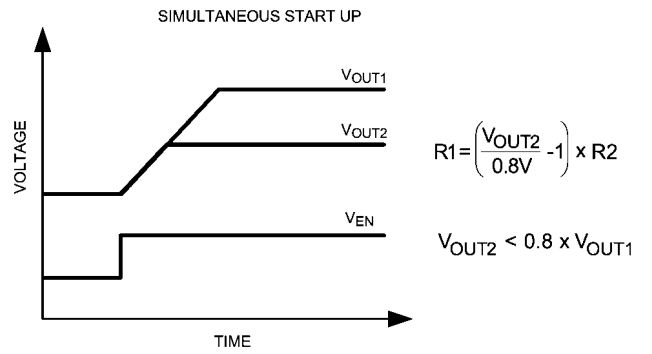 SIMULTANEOUS START UP
VOLTAGE
VOUT1
VOUT2
VEN
TIME
R1=(VOUT2/0.8V -1) x R2
VOUT2 < 0.8 x VOUT1